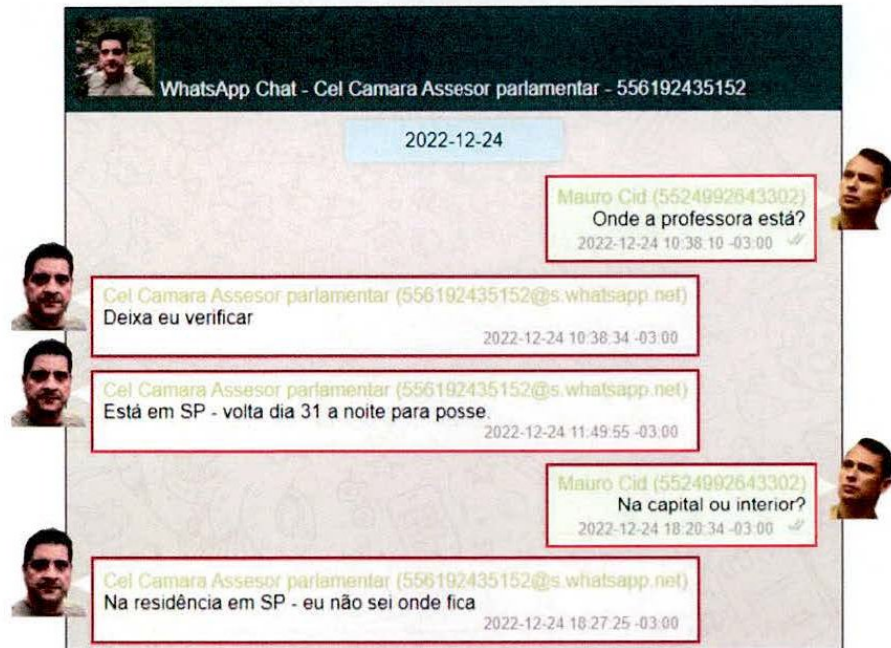 WhatsApp Chat - Cel Camara Assesor parlamentar - 556192435152
2022-12-24
Mauro Cid (5524992643302)
Onde a professora está?
2022-12-24 10:38:10 -03:00
Cel Camara Assesor parlamentar (556192435152@s.whatsapp.net)
Deixa eu verificar
2022-12-24 10:38:34 -03:00
Cel Camara Assesor parlamentar (556192435152@s.whatsapp.net)
Está em SP - volta dia 31 a noite para posse.
2022-12-24 11:49:55 -03:00
Mauro Cid (5524992643302)
Na capital ou interior?
2022-12-24 18:20:34 -03:00
Cel Camara Assesor parlamentar (556192435152@s.whatsapp.net)
Na residência em SP - eu não sei onde fica
2022-12-24 18:27:25 -03:00